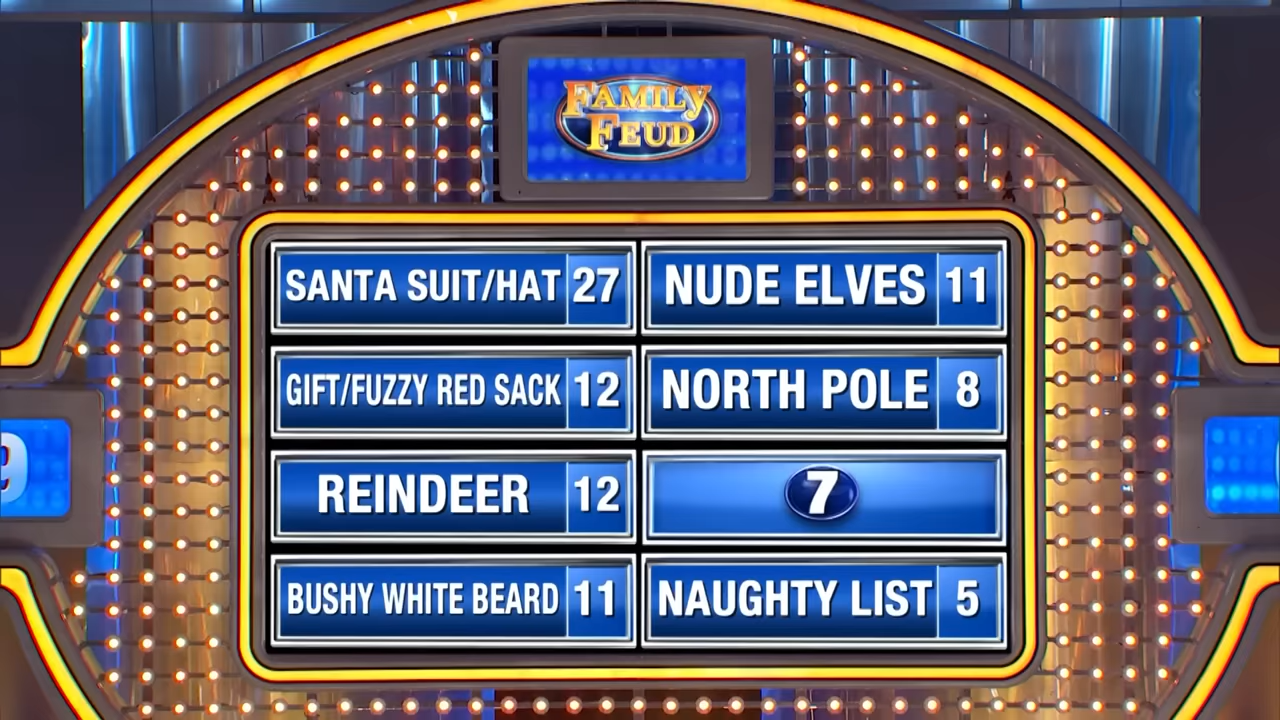 FAMILY
FEUD
SANTA SUIT/HAT 27
GIFT/FUZZY RED SACK 12
REINDEER 12
BUSHY WHITE BEARD 11
NUDE ELVES 11
NORTH POLE 8
7
NAUGHTY LIST 5
9